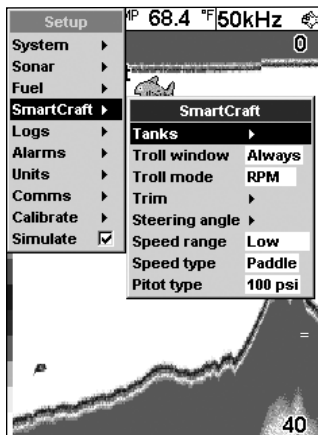 Setup
MP 68.4 °F 50kHz
System
0
Sonar
Fuel
SmartCraft
SmartCraft
Logs
Tanks
Alarms
Troll window Always
Units
Troll mode RPM
Comms
Trim
Calibrate
Steering angle
Simulate
Speed range Low
Speed type Paddle
Pitot type 100 psi
40